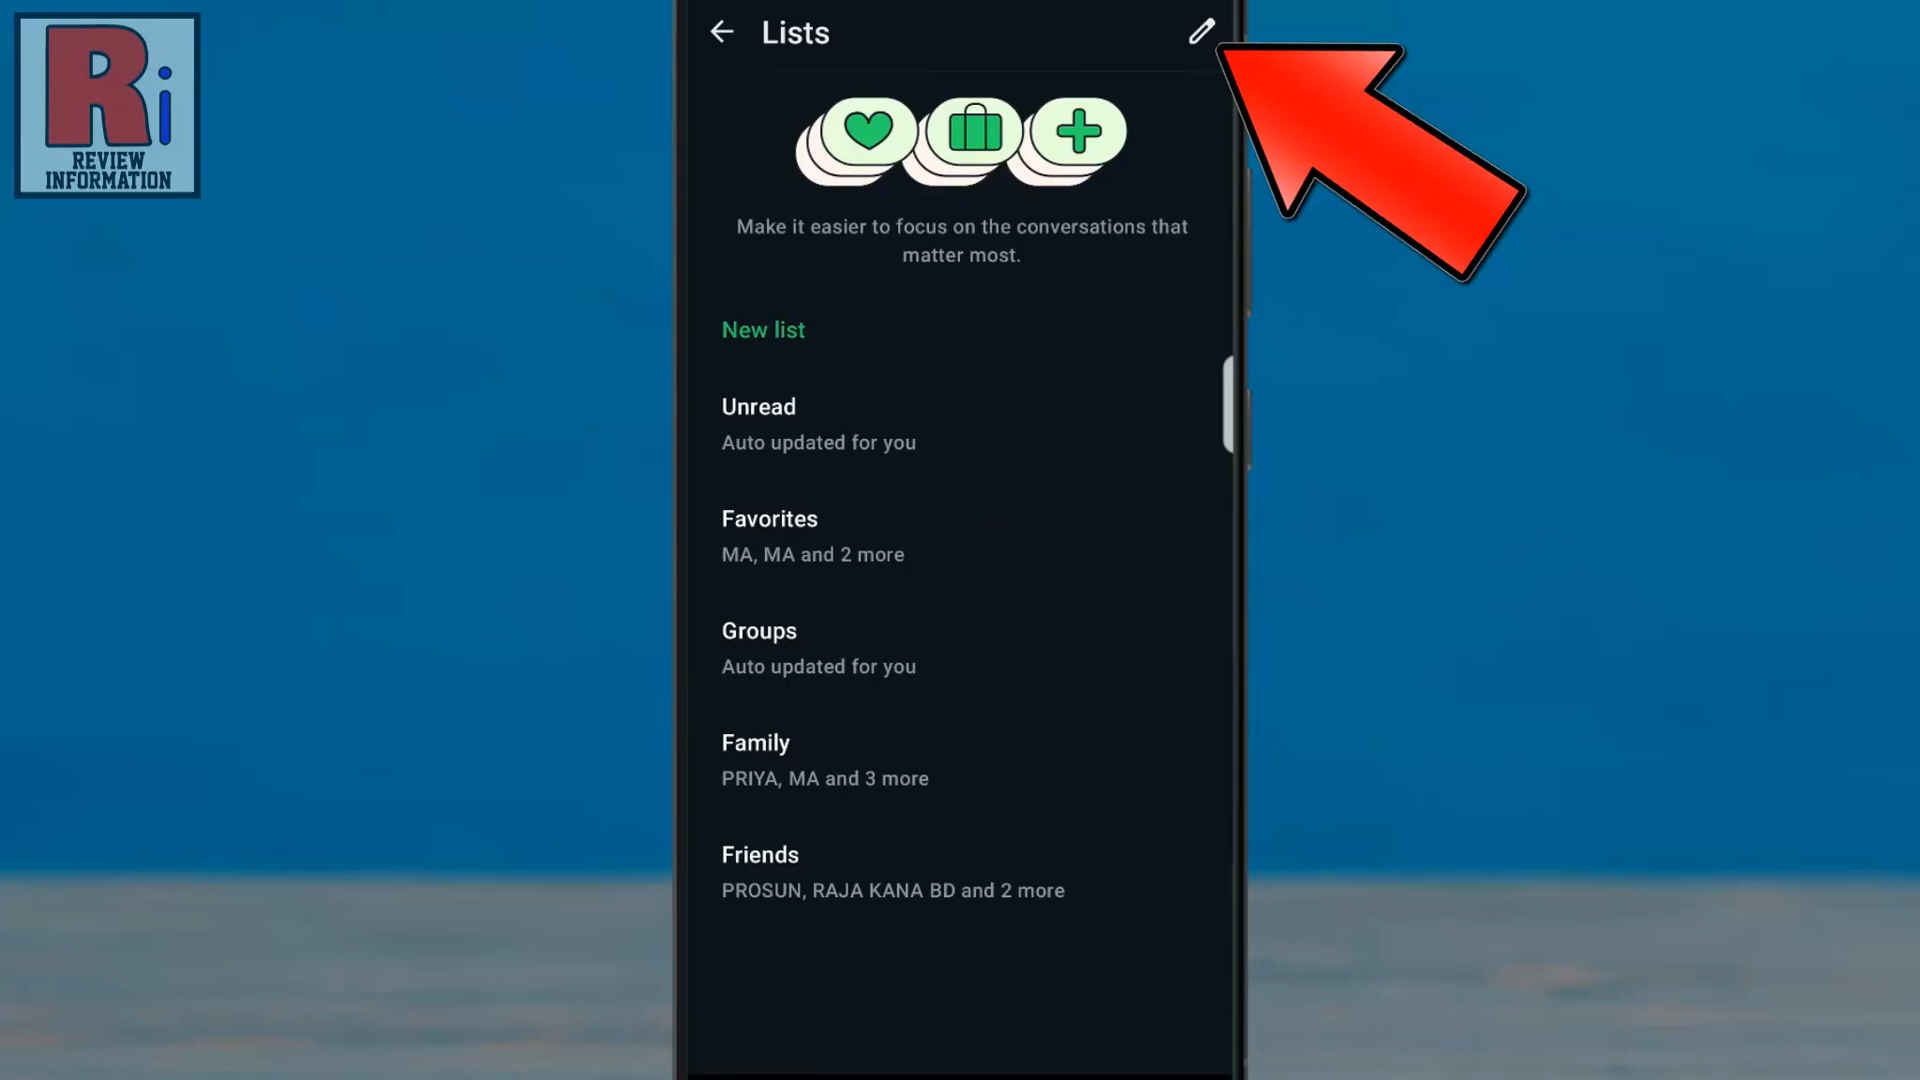 Ri
REVIEW
INFORMATION
Lists
Make it easier to focus on the conversations that
matter most.
New list
Unread
Auto updated for you
Favorites
MA, MA and 2 more
Groups
Auto updated for you
Family
PRIYA, MA and 3 more
Friends
PROSUN, RAJA KANA BD and 2 more